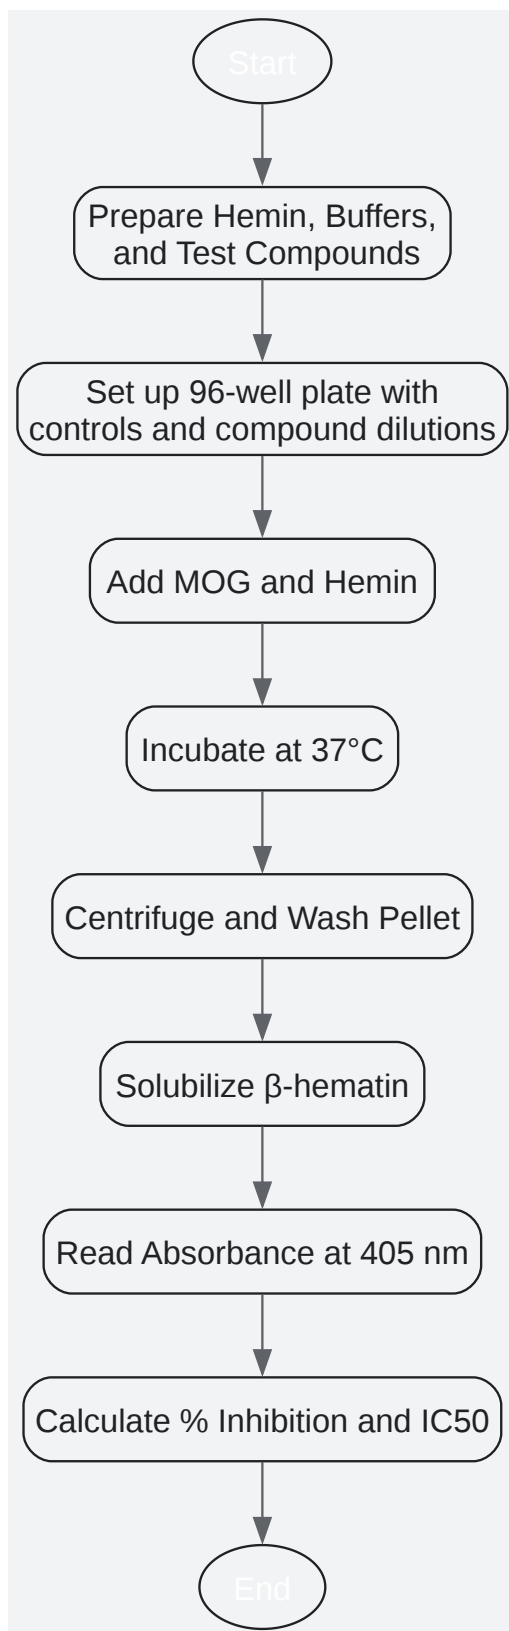 Start
Prepare Hemin, Buffers,
and Test Compounds
Set up 96-well plate with
controls and compound dilutions
Add MOG and Hemin
Incubate at 37°C
Centrifuge and Wash Pellet
Solubilize β-hematin
Read Absorbance at 405 nm
Calculate % Inhibition and IC50
End